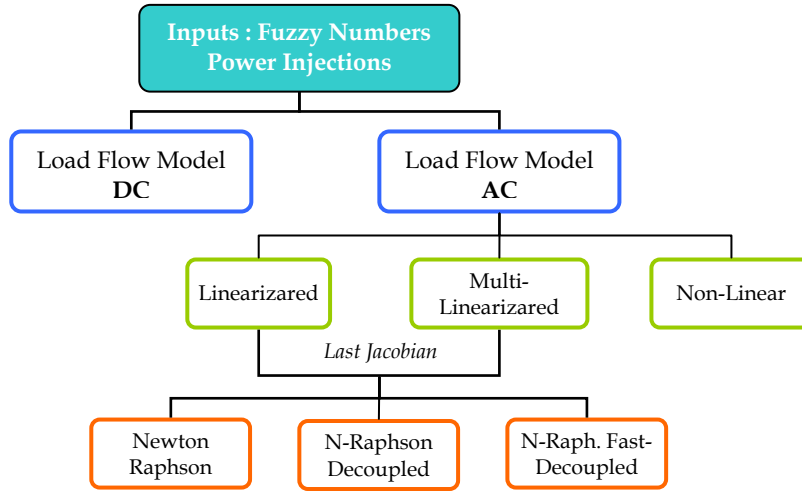 Inputs : Fuzzy Numbers
Power Injections
Load Flow Model
DC
Load Flow Model
AC
Linearizared
Multi-
Linearizared
Non-Linear
Last Jacobian
Newton
Raphson
N-Raphson
Decoupled
N-Raph. Fast-
Decoupled